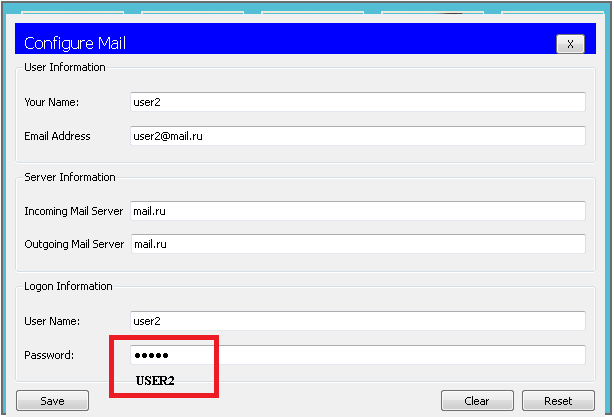 Configure Mail
X
User Information
Your Name: user2
Email Address user2@mail.ru
Server Information
Incoming Mail Server mail.ru
Outgoing Mail Server mail.ru
Logon Information
User Name: user2
Password: •••••
USER2
Save Clear Reset